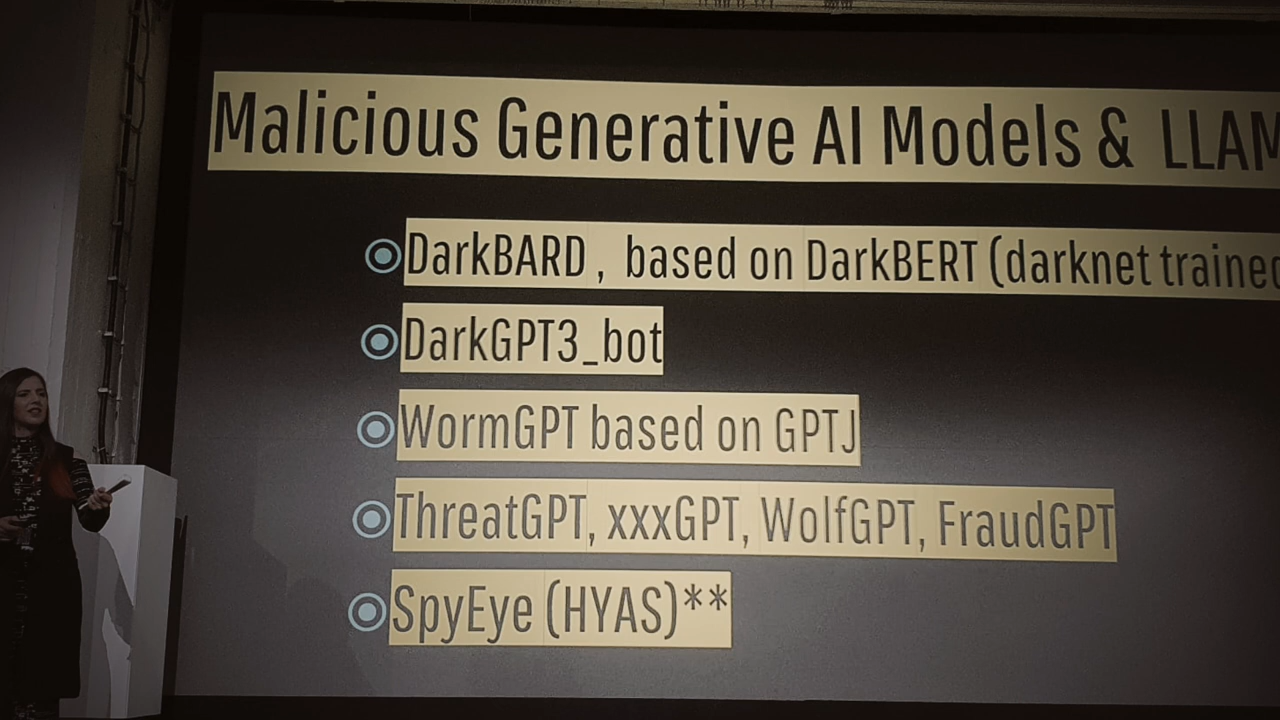 Malicious Generative AI Models & LLAM
DarkBARD , based on DarkBERT (darknet trained
DarkGPT3_bot
WormGPT based on GPTJ
ThreatGPT, xxxGPT, WolfGPT, FraudGPT
SpyEye (HYAS)**